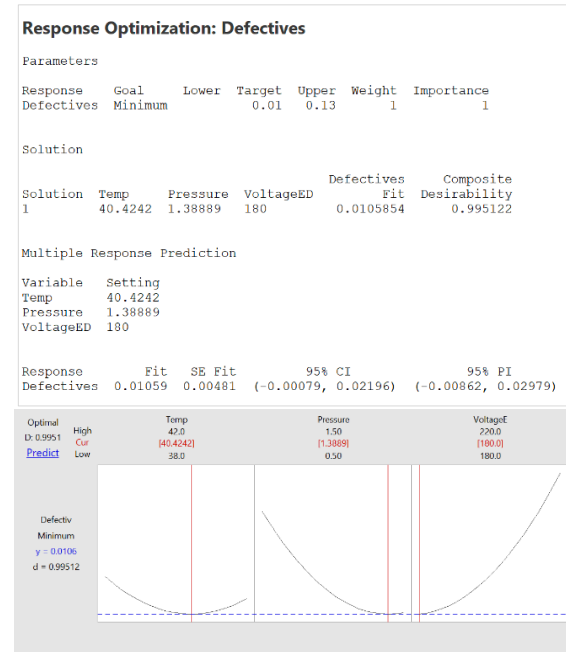 Response Optimization: Defectives
Parameters
Response Goal Lower Target Upper Weight Importance
Defectives Minimum 0.01 0.13 1 1
Solution
Defectives Composite
Solution Temp Pressure VoltageED Fit Desirability
1 40.4242 1.38889 180 0.0105854 0.995122
Multiple Response Prediction
Variable Setting
Temp 40.4242
Pressure 1.38889
VoltageED 180
Response Fit SE Fit 95% CI 95% PI
Defectives 0.01059 0.00481 (-0.00079, 0.02196) (-0.00862, 0.02979)
Optimal Temp Pressure VoltageE
D: 0.9951 High 42.0 1.50 220.0
Cur [40.4242] [1.3889] [180.0]
Predict Low 38.0 0.50 180.0
Defectiv
Minimum
y = 0.0106
d = 0.99512